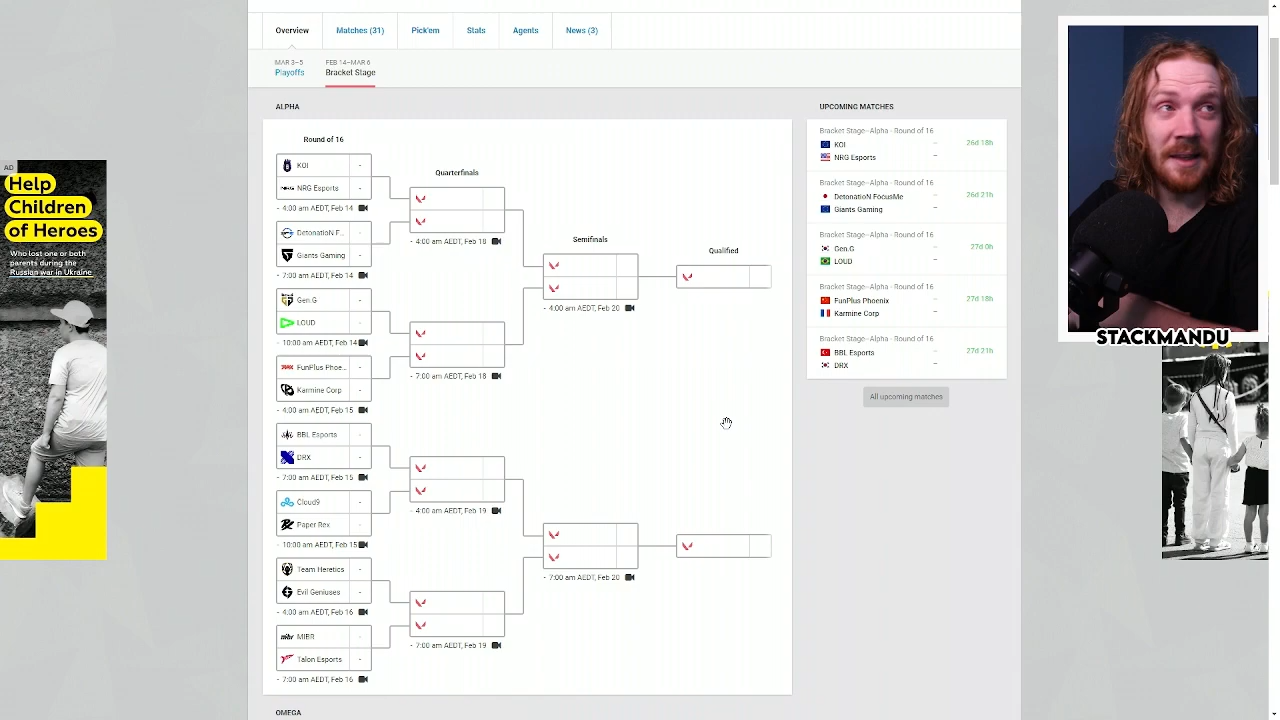 Overview
Matches (31)
Pick'em
Stats
Agents
News (3)
MAR 3–5
Playoffs
FEB 14–MAR 6
Bracket Stage
ALPHA
Round of 16
KOI -
NRG Esports -
- 4:00 am AEDT, Feb 14
DetonatioN F... -
Giants Gaming -
- 7:00 am AEDT, Feb 14
Gen.G -
LOUD -
- 10:00 am AEDT, Feb 14
FunPlus Phoe... -
Karmine Corp -
- 4:00 am AEDT, Feb 15
BBL Esports -
DRX -
- 7:00 am AEDT, Feb 15
Cloud9 -
Paper Rex -
- 10:00 am AEDT, Feb 15
Team Heretics -
Evil Geniuses -
- 4:00 am AEDT, Feb 16
MIBR -
Talon Esports -
- 7:00 am AEDT, Feb 16
Quarterfinals
- 4:00 am AEDT, Feb 18
- 7:00 am AEDT, Feb 18
- 4:00 am AEDT, Feb 19
- 7:00 am AEDT, Feb 19
Semifinals
- 4:00 am AEDT, Feb 20
- 7:00 am AEDT, Feb 20
Qualified
OMEGA
UPCOMING MATCHES
Bracket Stage–Alpha - Round of 16
KOI –
26d 18h
NRG Esports –
Bracket Stage–Alpha - Round of 16
DetonatioN FocusMe –
26d 21h
Giants Gaming –
Bracket Stage–Alpha - Round of 16
Gen.G –
27d 0h
LOUD –
Bracket Stage–Alpha - Round of 16
FunPlus Phoenix –
27d 18h
Karmine Corp –
Bracket Stage–Alpha - Round of 16
BBL Esports –
27d 21h
DRX –
All upcoming matches
AD
Help
Children
of Heroes
Who lost one or both
parents during the
Russian war in Ukraine
STACKMANDU